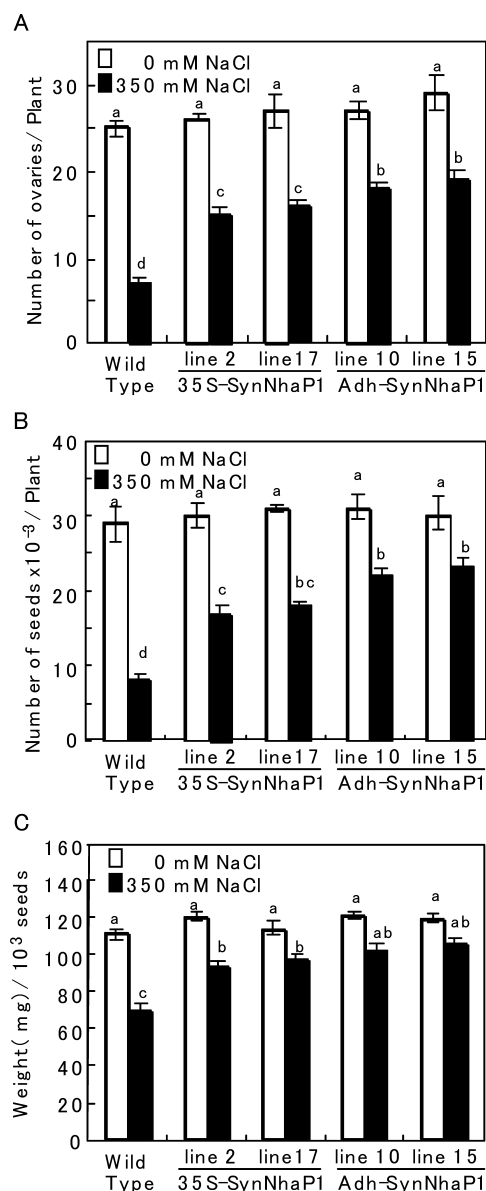 A
Number of ovaries/ Plant
30
20
10
0
0 mM NaCl
350 mM NaCl
a
d
a
c
a
c
a
b
a
b
Wild
Type
line 2
line17
line 10
line 15
35S-SynNhaP1
Adh-SynNhaP1
B
Number of seeds x10⁻³/ Plant
40
30
20
10
0
0 mM NaCl
350 mM NaCl
a
d
a
c
a
bc
a
b
a
b
Wild
Type
line 2
line17
line 10
line 15
35S-SynNhaP1
Adh-SynNhaP1
C
Weight(mg)/ 10³ seeds
160
140
120
100
80
60
40
20
0
0 mM NaCl
350 mM NaCl
a
c
a
b
a
b
a
ab
a
ab
Wild
Type
line 2
line17
line 10
line 15
35S-SynNhaP1
Adh-SynNhaP1